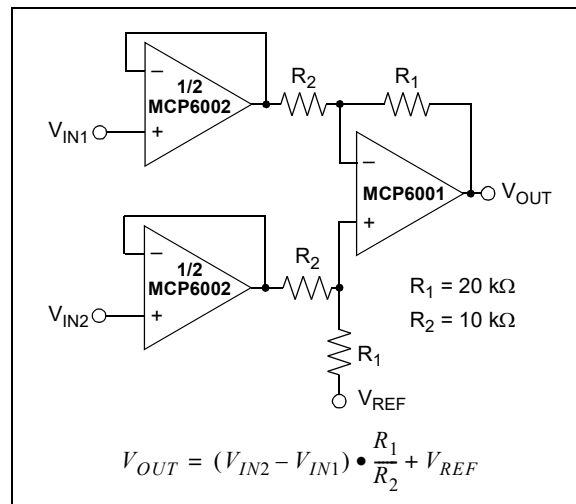 1/2
MCP6002
−
+
V_IN1
R_2
R_1
−
+
MCP6001
V_OUT
1/2
MCP6002
−
+
V_IN2
R_2
R_1
V_REF
R_1 = 20 kΩ
R_2 = 10 kΩ
V_OUT = (V_IN2 − V_IN1) • R_1/R_2 + V_REF